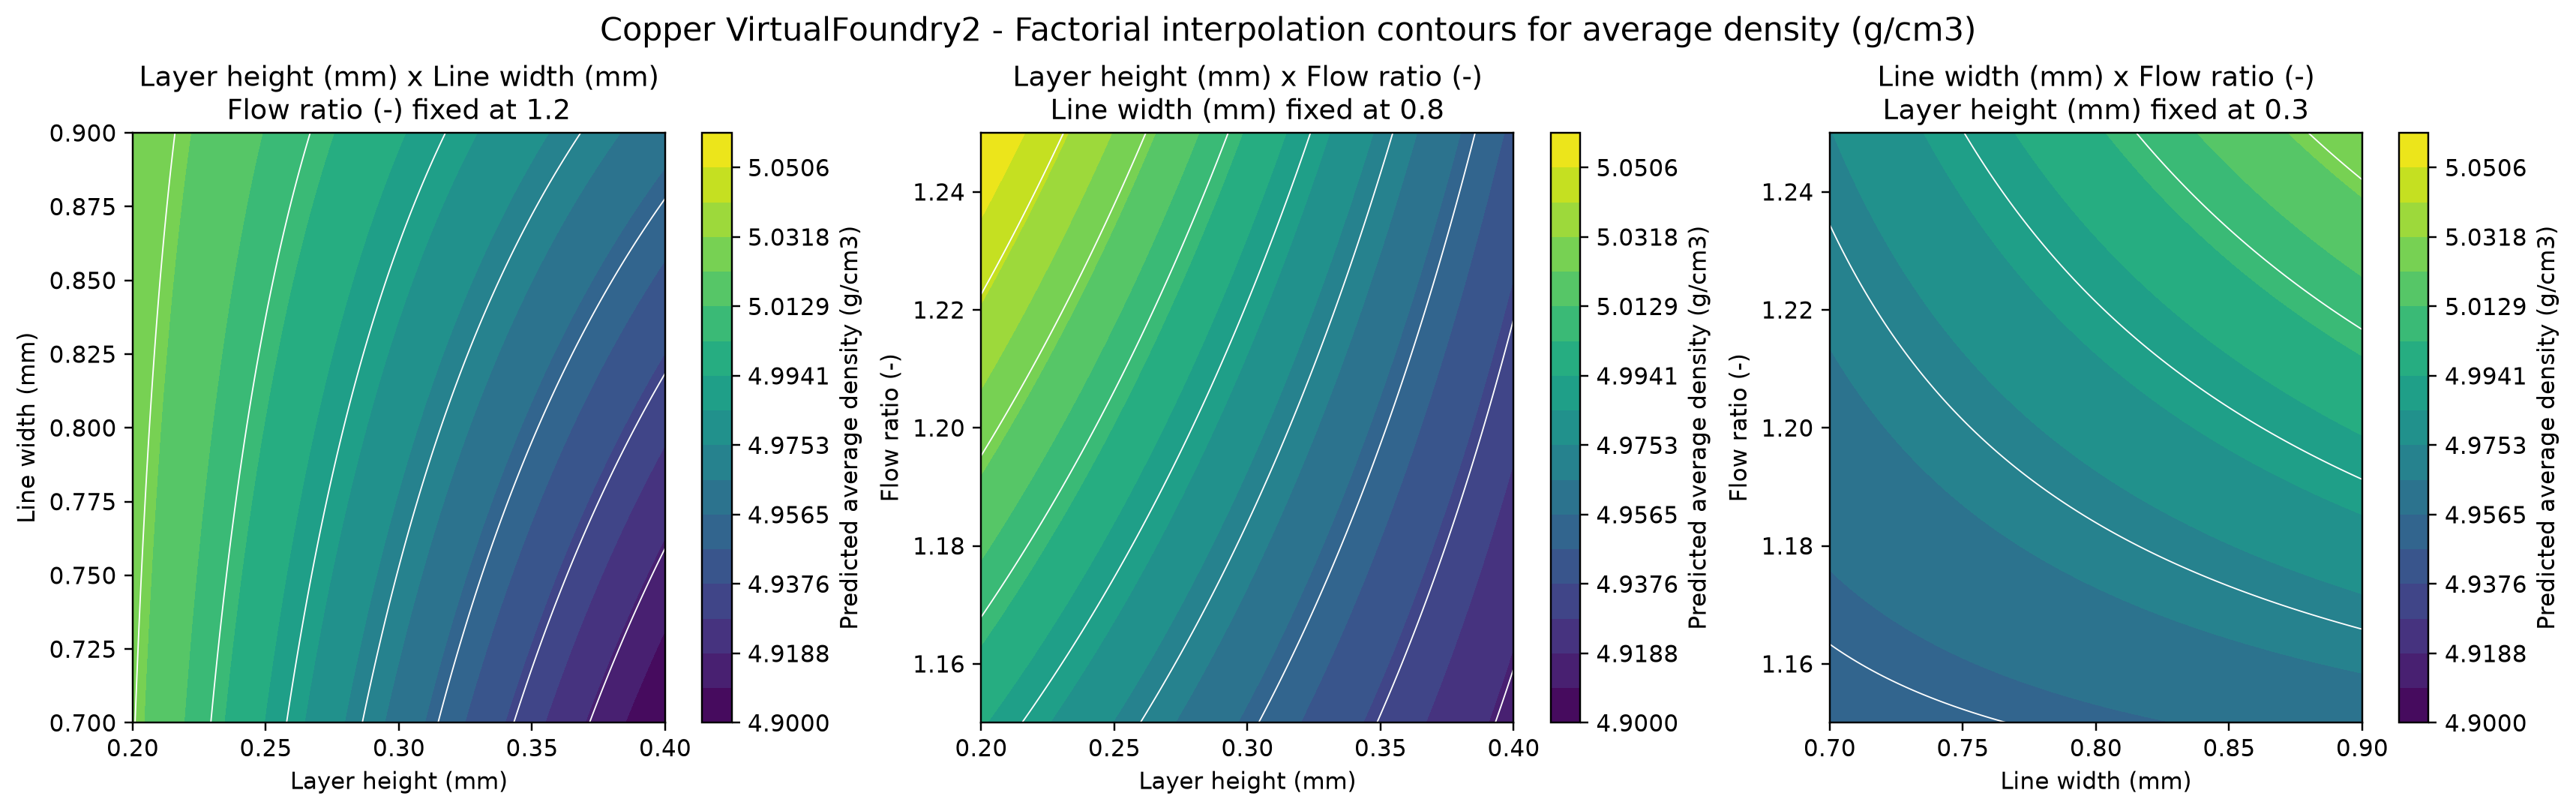 Copper VirtualFoundry2 - Factorial interpolation contours for average density (g/cm3)
Layer height (mm) x Line width (mm)
Flow ratio (-) fixed at 1.2
0.900
0.875
0.850
0.825
0.800
0.775
0.750
0.725
0.700
Line width (mm)
0.20 0.25 0.30 0.35 0.40
Layer height (mm)
5.0506
5.0318
5.0129
4.9941
4.9753
4.9565
4.9376
4.9188
4.9000
Predicted average density (g/cm3)
Layer height (mm) x Flow ratio (-)
Line width (mm) fixed at 0.8
1.24
1.22
1.20
1.18
1.16
Flow ratio (-)
0.20 0.25 0.30 0.35 0.40
Layer height (mm)
5.0506
5.0318
5.0129
4.9941
4.9753
4.9565
4.9376
4.9188
4.9000
Predicted average density (g/cm3)
Line width (mm) x Flow ratio (-)
Layer height (mm) fixed at 0.3
1.24
1.22
1.20
1.18
1.16
Flow ratio (-)
0.70 0.75 0.80 0.85 0.90
Line width (mm)
5.0506
5.0318
5.0129
4.9941
4.9753
4.9565
4.9376
4.9188
4.9000
Predicted average density (g/cm3)